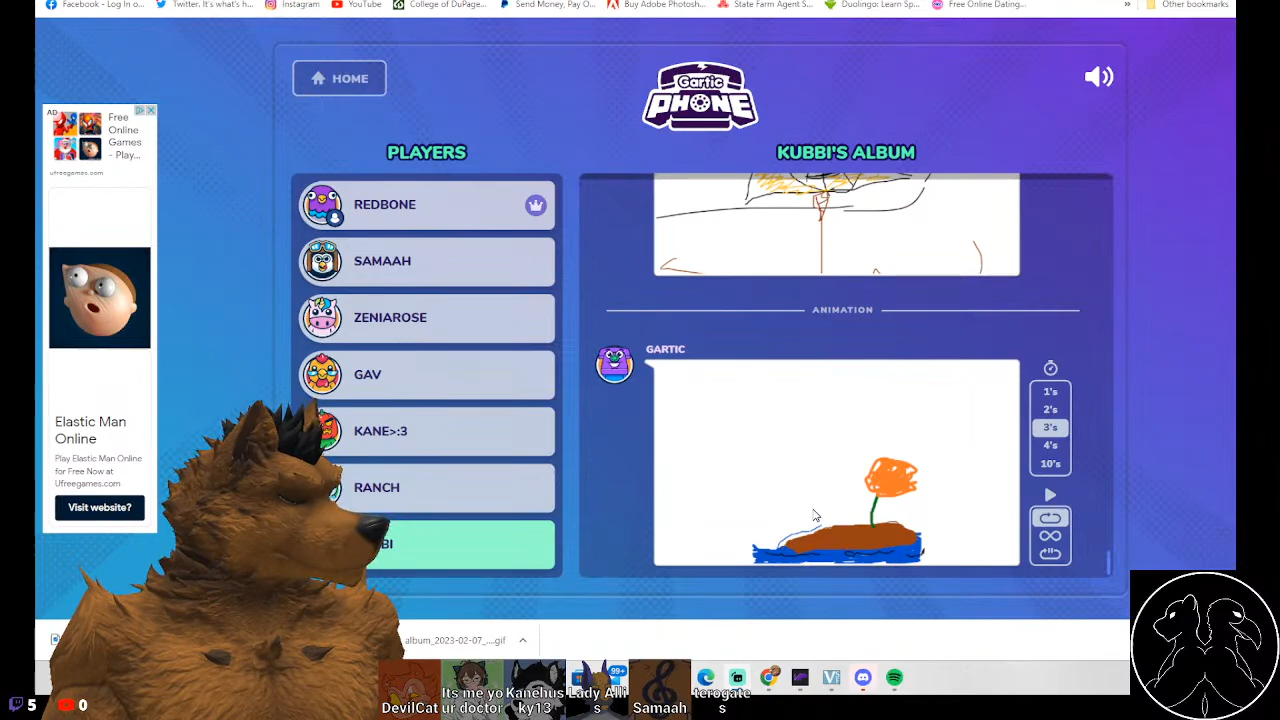 Facebook - Log In o... Twitter. It's what's h... Instagram YouTube College of DuPage... Send Money, Pay O... Buy Adobe Photosh... State Farm Agent S... Duolingo: Learn Sp... Free Online Dating... » Other bookmarks
HOME
Gartic
PHONE
AD
Free
Online
Games
- Play...
ufreegames.com
PLAYERS
KUBBI'S ALBUM
REDBONE
SAMAAH
ZENIAROSE
GAV
KANE>:3
RANCH
BI
ANIMATION
GARTIC
1's
2's
3's
4's
10's
Elastic Man
Online
Play Elastic Man Online
for Free Now at
Ufreegames.com
Visit website?
album_2023-02-07_....gif
99+
DevilCat
Its me yo
ur doctor
Kanehus
ky13
Lady Alli
s
Samaah
terogate
s
5
0